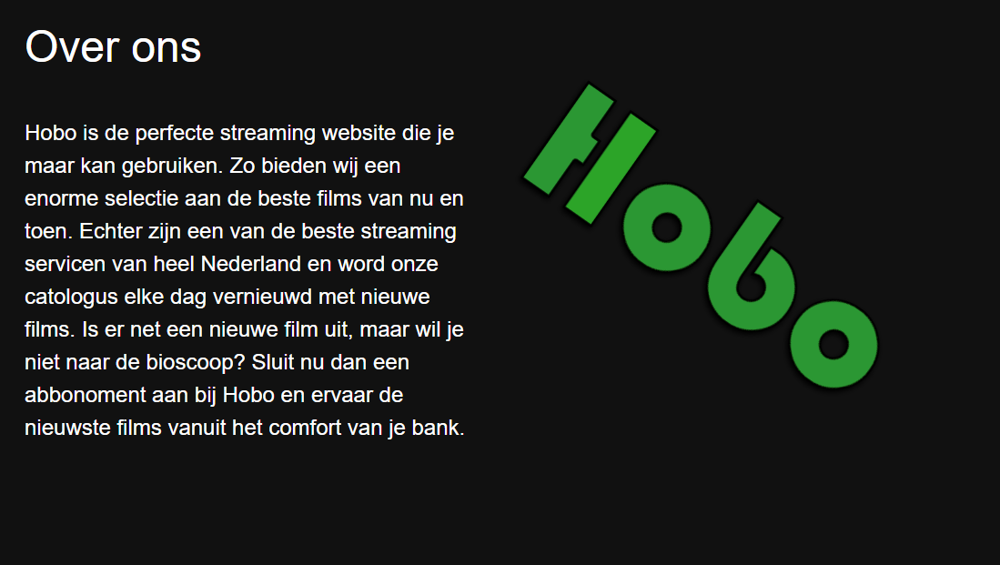 Over ons
Hobo is de perfecte streaming website die je
maar kan gebruiken. Zo bieden wij een
enorme selectie aan de beste films van nu en
toen. Echter zijn een van de beste streaming
servicen van heel Nederland en word onze
catologus elke dag vernieuwd met nieuwe
films. Is er net een nieuwe film uit, maar wil je
niet naar de bioscoop? Sluit nu dan een
abbonoment aan bij Hobo en ervaar de
nieuwste films vanuit het comfort van je bank.
Hobo